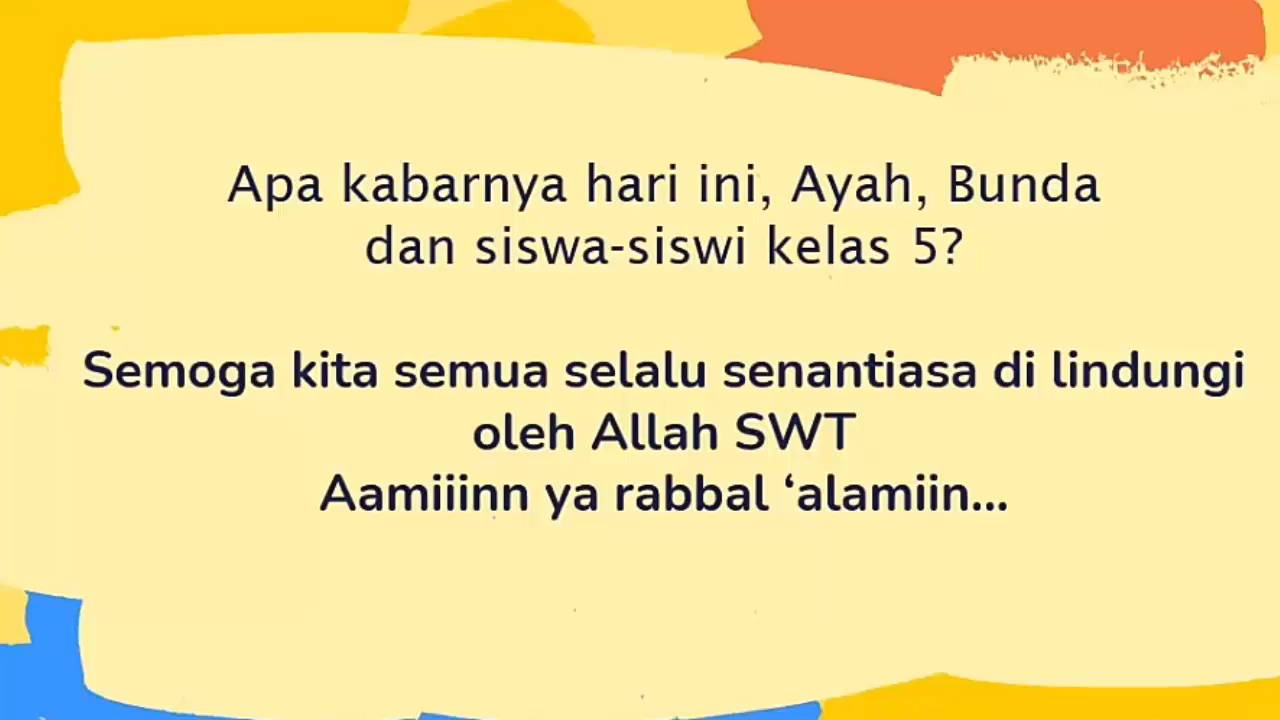 Apa kabarnya hari ini, Ayah, Bunda
dan siswa-siswi kelas 5?
Semoga kita semua selalu senantiasa di lindungi
oleh Allah SWT
Aamiiinn ya rabbal ‘alamiin...